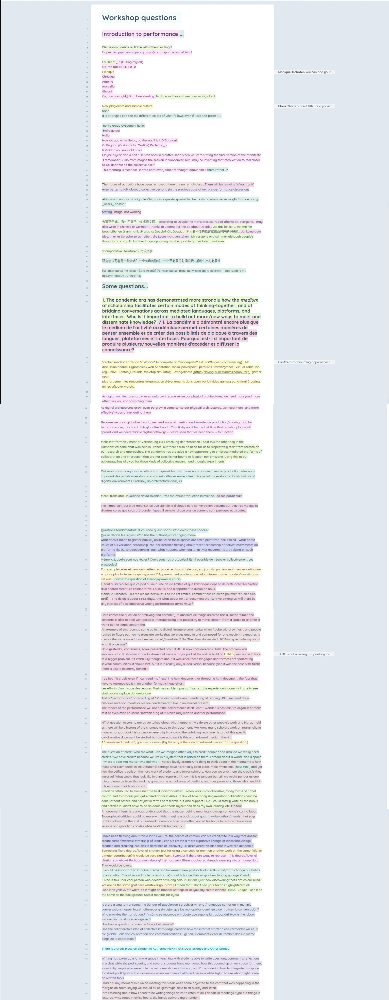 Workshop questions
Introduction to performance ...
Please don't delete or fiddle with others' writing !!
Παρακαλώ μην διαγράφετε ή πειράζετε τα γραπτά των άλλων !!
Lai-Tze ^ _ ^ (Outing myself)
Ok, me too! BRENT 0_0
Monique
Monique Tschofen You can add your...
Christina
Antoine
marcello
dhvani
Ok, you are right;) But I love stealing. Ta da, now I have stolen your work, lololol.
New plagiarism and sample culture.
blank This is a great title for a paper.
haha
It is strange: I can see the different colors of what follows even if I cut and paste it ...
no it's Guido O'Gagnon! hallo!
Hello guido!
Hallo!
How do you write Guido, by the way? Is it O'Gagnon?
O. Gagnon (O stands for Orefice) Perfect> _ <
Is Guido two years old now?
Maybe a year and a half? He was born in a coffee shop when we were writing the final version of the manifesto
I remember Guido from maybe the session in Vancouver, but I may be inventing that recollection to feel closer
to GG and thus to the collective itself.
This memory is true too! He was born every time we thought about him / them rather <3
The traces of our colors have been removed...there are no remainders... There will be remains ;) (wait for it)
even better to talk about a collective persona (in the previous case of our pre-performance discussion)
Abitiamo in uno spazio digitale. Chi produce questo spazio? In che modo possiamo esserne gli attori - e non gli
_users_ passivi?
testing image not working
大家下午好。 我也可能用中文或德文寫。 according to Deeple this translates as: "Good afternoon, everyone. I may
also write in Chinese or German" (thanks to Jeanne for the tip about Deeple). Ja, das bin ich ... mit meiner
bescheißenen Grammatik. :P Was ist Deeple? Oh, DeepL. 用別人看不懂的語言寫東西也許是不好的... Ja, keine gute
Idee, in einer Sprache zu schreiben, die Leute nicht verstehen. Ich verstehe und stimme– although people's
thoughts on comp lit, in other languages, may also be good to gather later ... not sure.
"Comparative literature" = 比较文学
研究怎么可能是一种游戏？一个有趣的游戏，一个不必要的时间浪费--抵制生产的必要性
Как исследование может быть игрой? Увлекательная игра, ненужная трата времени - противостоять
продуктивному императиву
Some questions...
1. The pandemic era has demonstrated more strongly how the medium
of scholarship facilitates certain modes of thinking-together, and of
bridging conversations across mediated languages, platforms, and
interfaces. Why is it important to build out more/new ways to meet and
disseminate knowledge? / 1. La pandémie a démontré encore plus que
le medium de l'activité académique permet certaines manières de
penser ensemble et de créer des possibilités de dialogue à travers des
langues, plateformes et interfaces. Pourquoi est-il si important de
produire plusieurs/nouvelles manières d'accéder et diffuser la
connaissance?
"certain modes" I offer an *invitation* to complete an **incomplete** list: ZOOM (web conferencing), LMS
Lai-Tze Crowdsourcing approaches t...
discussion boards, Hypothes.is (Web Annotation Tools), powerpoint, persusall, watch2gether, Virtual Table Top
(eg. Roll20, FantasyGrounds, tabletop simulator), LovingAllness [https://loving-allness.mimir.computer/], gather
town
plus largement les rencontres/organisation d'événements dans open world (video games) eg. Animal Crossing,
minecraft, overwatch...
As digital architectures grow, even outgrow in some sense our physical architectures, we need more (and more
effective) ways of navigating them
As digital architectures grow, even outgrow in some sense our physical architectures, we need more (and more
effective) ways of navigating them
Because we are a globalized world, we need ways of meeting and knowledge production/sharing that, for
better or worse, function in this globalized world. This likely won't be the last time that a global plague will
spread, and we need reliable digital pathways -- we've seen that we need them -- to function.
Mehr Plattformen = mehr er Verbindung zur Forschung der Menschen. I said this the other day in the
Humanistica panel that was held in France, but there's also no need for us to respectively start from scratch on
our research and approaches. The pandemic has provided a new opportunity to embrace mediated platforms of
collaboration and interaction that are not specific nor bound to location nor timezone. Using this to our
advantage has allowed for these kinds of collective research and thought-experiments.
Oui, mais nous manquons de réflexion critique et les institutions nous poussent vers la production: elles nous
imposent des plateformes dont la vision est celle des entreprises. It is crucial to develop a critical analysis of
digoital environments. Probably an architectural analysis.
Merci, translator. <3 Jeanne devra m'aider - très mauvaise traduction la mienne ...ça me paraît clair!
Il est important aussi de repenser ce que signifie le dialogue et la conversation passant par d'autres médias et
d'autres corps que ceux pré-pandémiques. Il semble ici que plus de contenu sont partagés et discutés.
Questione fondamentale: di chi sono questi spazi? Who owns these spaces?
Qui en décide les règles? Who has the authority of changing them?
what does it mean to gather publicly online when these spaces are often privatized, securitized - what about
issues of surveillance, censorship, etc ; for instance thinking about recent censorship of activist movements on
platforms like IG, 'shadowbanning', etc ; what happens when digital activist movements are relying on such
platforms
Même ici:L quelle sont nos règles? Quels sont nos protocoles? Est-il possible de négocier collectivement ces
protocoles?
Par exemple celles et ceux qui mettent en place ce dispositif (le pad, etc.) ont-ils, par leur maîtrise des outils, une
emprise plus forte sur ce qui s'y passe ? Apparemment pas tant que cela puisque tous le monde s'investit dans
cet outil. Exacte: the question of literacy=power is crucial
IL faut aussi ajouter que ce pad a une durée de vie limitée et que l'historique dépend de cette date d'expiration
d'un endroit d'écriture collaborative. En soit le pad n'appartient à aucun de nous.
Monique Tschofen: This makes me nervous: Si ça vie est limitee, comment est-ce-qu'on pourrait l'etudier plus
tard? The delay is about 364,6 days. And what about text or document that survive among us, will there be
any interest of a collaborative writing performance après nous ?
Here comes the question of archiving and perennity, in absolute all things archived has a limited "time", the
concerns is also to deal with possible interoperabilty and possibility to move content from a space to another. It
won't be the same content tho.
An example of this recently came up in the digital litreature community, when Adobe withdrew flash, and people
rushed to figure out how to translate works that were designed in and composed for one medium to another. Is
a work the same once it has been exported/translated? No. Then how do we study it? Fondly reminiscing about
what it once was?
On a yesterday conference, some presented how HTML5 is now considered as Flash. The problem was
enormous for flash when it breaks down, but since a major part of the web is build on HTML5, we can be in face
HTML is not a binary, proprietary for...
of a bigger problem if it crash. My thoughts about it was since these langages and formats are "portés" by
several communities, it should last, but it is in reality only a ideal vision, because (and it was the case with falsh)
there is also a economy behind it.
true but if it crash, even if I can read my "text" in a html document, or through a html document, the fact that I
have to retranscribe it in an another format is huge effort.
Les efforts d'archivage des œuvres Flash ne semblent pas suffisants ... the experience is gone. =/ I hate to see
static works replace dynamics one.
And a "performance" or recording of *a* reading is not even a rendering of reading. BUT we need these
histories and documents or we are condemned to live in an eternal present.
The render of the performance will not be the performance itself, what I wonder is how can we organised tracks
of it or even mise en scene/Inszenierung of it, which may lead to another performance.
MT: A question occurs to me as we talked about what happens if we delete other people's work and Margot told
us there will be a history of the changes made to this document:. We know many scholars work on marginalia in
manuscripts, or book history more generally. How could the unfolding real-time history of this specific
collaborative document be studied by future scholars? Is this a time-based medium then?
A "time-based medium", great expression. (By the way is there no time-based medium? True question.)
The question of credit: who did what. Can we imagine other ways to credit people? And also: do we really need
credits? We have credits because we live in a system that is based on them. I dream about a world -and a space
- where it does not matter who did what. That's a lovely dream. One thing to think about in the meantime is how
those who claim credit in instutitutional settings have historically been older, male, white, etc., (how true!) and yet
how the edifice is built on the hard work of students and junior scholars. How can we give them the credit/s they
deserve? What would that look like in annual reports... I know this is a tangent but still we might ponder as one
thing to emerge from this working group some actual ways of crediting and thus promoting those who need it in
this economy that is abhorrent.
Credit as attributed to trace isn't the best indicator either ... when work is collaborative, many forms of it that
contributed to process just get erased or are invisible. I think of how many single-author publications can't be
done without others, and not just in terms of research, but also support. Like, I could totally write all the books
and articles if I didn't have to be an adult who feeds myself and does my own laundry, etc. Me too!
An argument feminists always understood that the matter behind meaning is always someone's caring labor.
Biographical criticism could do more with this. Imagine a book about your favorite author/theorist that says
nothing about the theorist but instead focuses on how his mother waited for hours to register him in swim
lessons and gave him cookies while he did his homework.
I have been thinking about this a lot as well, re: the politics of citation. can we credit/cite in a way that doesn't
create some fetishistic ownership of ideas ...can we create a more expansive lineage of ideas/knowledge-
creation and crediting. esp dislike doctrines of 'discovery' i.e. discovered this idea first in western academia
Something like a degree/level of citation: just for using a concept, or mention another work on the same field, or
a major contribution? It would be very significant. I wonder if there are ways to represent this degree/level of
citation somehow? Perhaps even visually? I almost see different-coloured threads weaving into a manuscript...
That would be lovely.
It would be important to imagine, create and implement new protocols of credits - and/or to change our habits
of evaluation. The older and maler ones (as me) should change their ways of evaluating youngers' work.
^ who is this über cool person who doesn't have any colour? Or am I just now discovering that I am colour blind?
We are all the same [put here whatever you want]. I mean that I don't see your text as highlighted at all.
I see it as yellow/off-white, so it might be monitor settings or as you say colorblindness HAHA. But yes, I see it as
the same as the background. Stupid monitor (or eyes).
Is there a way to transcend the danger of Babylonian Sprachverwirrung / language confusion in multiple
conversations happening simaltaneously sin dejar que los monopolios dominen y centralicen la conversación?
Who provides the translation,? ¿Y cómo se reconoce el trabajo que supone la traducción? How is the labour
involved in translation recognized?
Une bonne question. et merci a Margot et Jeanne!!
Isn't the collaborative idea of collective knowledge creation how the internet started? Wie vermeiden wir es, in
die gleiche Falle von co-optation and commodification zu gehen? Comment éviter de tomber dans le même
piège de la cooptation ?
There is a great piece on citation in Katherine McKittrick's Dear Science and Other Stories
Writing has taken up a lot more space in teaching, with students able to write questions, comments, reflections
in a chat while the prof speaks, and several students have mentioned how this opened up a new space for them,
especially people who were able to overcome shyness this way, and I'm wondering how to integrate this space
for silent participation in a classroom where we interact with real persons while trying to see what might come
on written tools.
I had a funny moment in a union meeting this week when some objected to the chat that was happening in the
margins on zoom saying we should all be grownups, able to sit quietly and listen.
I was thinking about how I need to be writing things down to listen at all. I doodle in meetings, type out things in
lectures, write notes in office hours; the hands activate my attention.